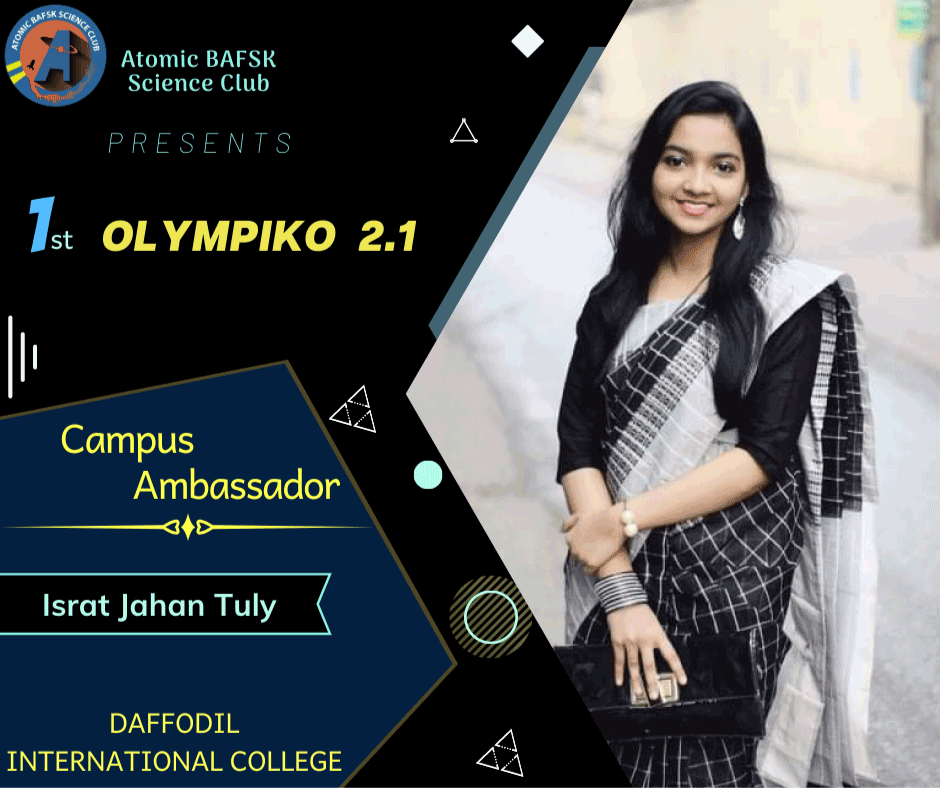 ATOMIC BAFSK SCIENCE CLUB
Atomic BAFSK
Science Club
PRESENTS
1st OLYMPIKO 2.1
Campus
Ambassador
Israt Jahan Tuly
DAFFODIL
INTERNATIONAL COLLEGE